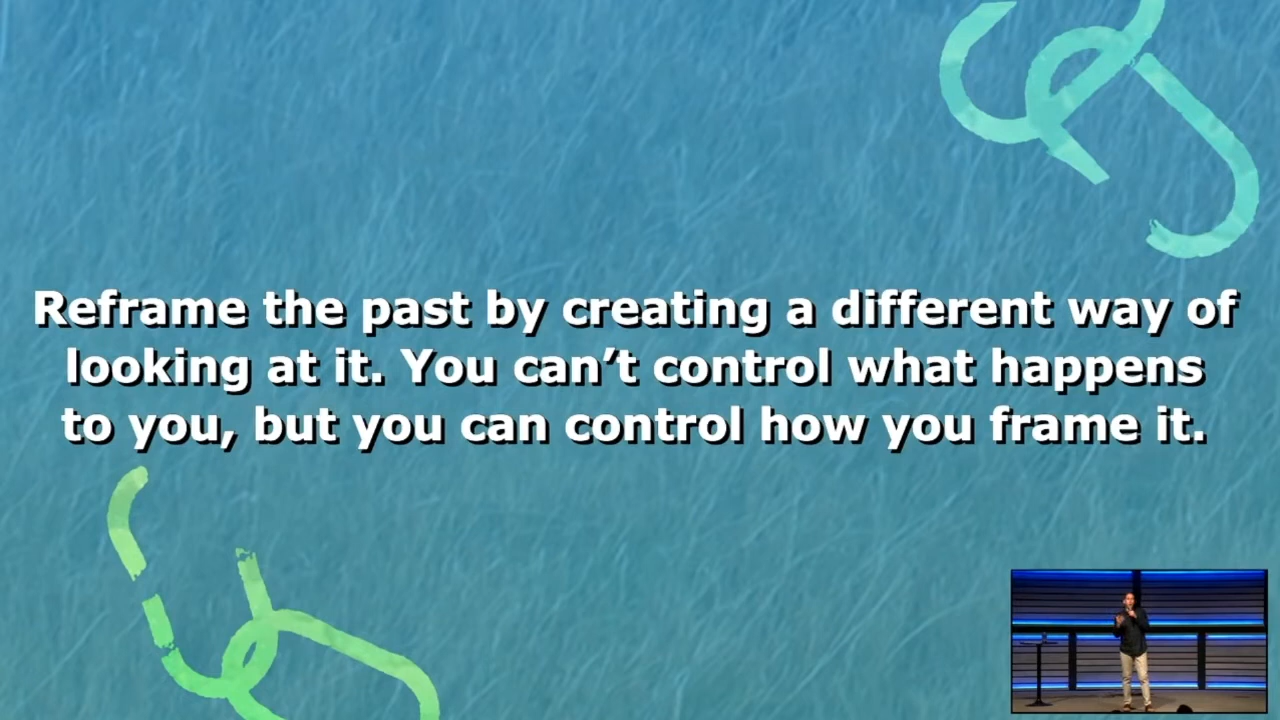 Reframe the past by creating a different way of
looking at it. You can’t control what happens
to you, but you can control how you frame it.